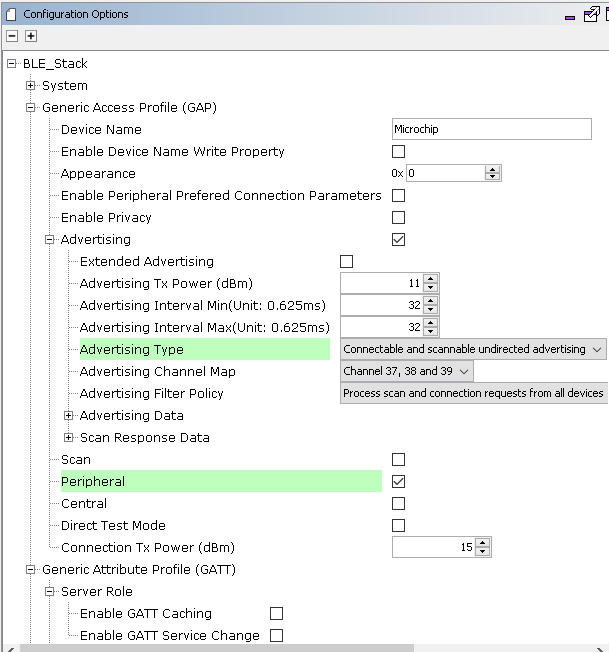 Configuration Options
BLE_Stack
System
Generic Access Profile (GAP)
Device Name Microchip
Enable Device Name Write Property
Appearance 0x 0
Enable Peripheral Prefered Connection Parameters
Enable Privacy
Advertising
Extended Advertising
Advertising Tx Power (dBm) 11
Advertising Interval Min(Unit: 0.625ms) 32
Advertising Interval Max(Unit: 0.625ms) 32
Advertising Type Connectable and scannable undirected advertising
Advertising Channel Map Channel 37, 38 and 39
Advertising Filter Policy Process scan and connection requests from all devices
Advertising Data
Scan Response Data
Scan
Peripheral
Central
Direct Test Mode
Connection Tx Power (dBm) 15
Generic Attribute Profile (GATT)
Server Role
Enable GATT Caching
Enable GATT Service Change